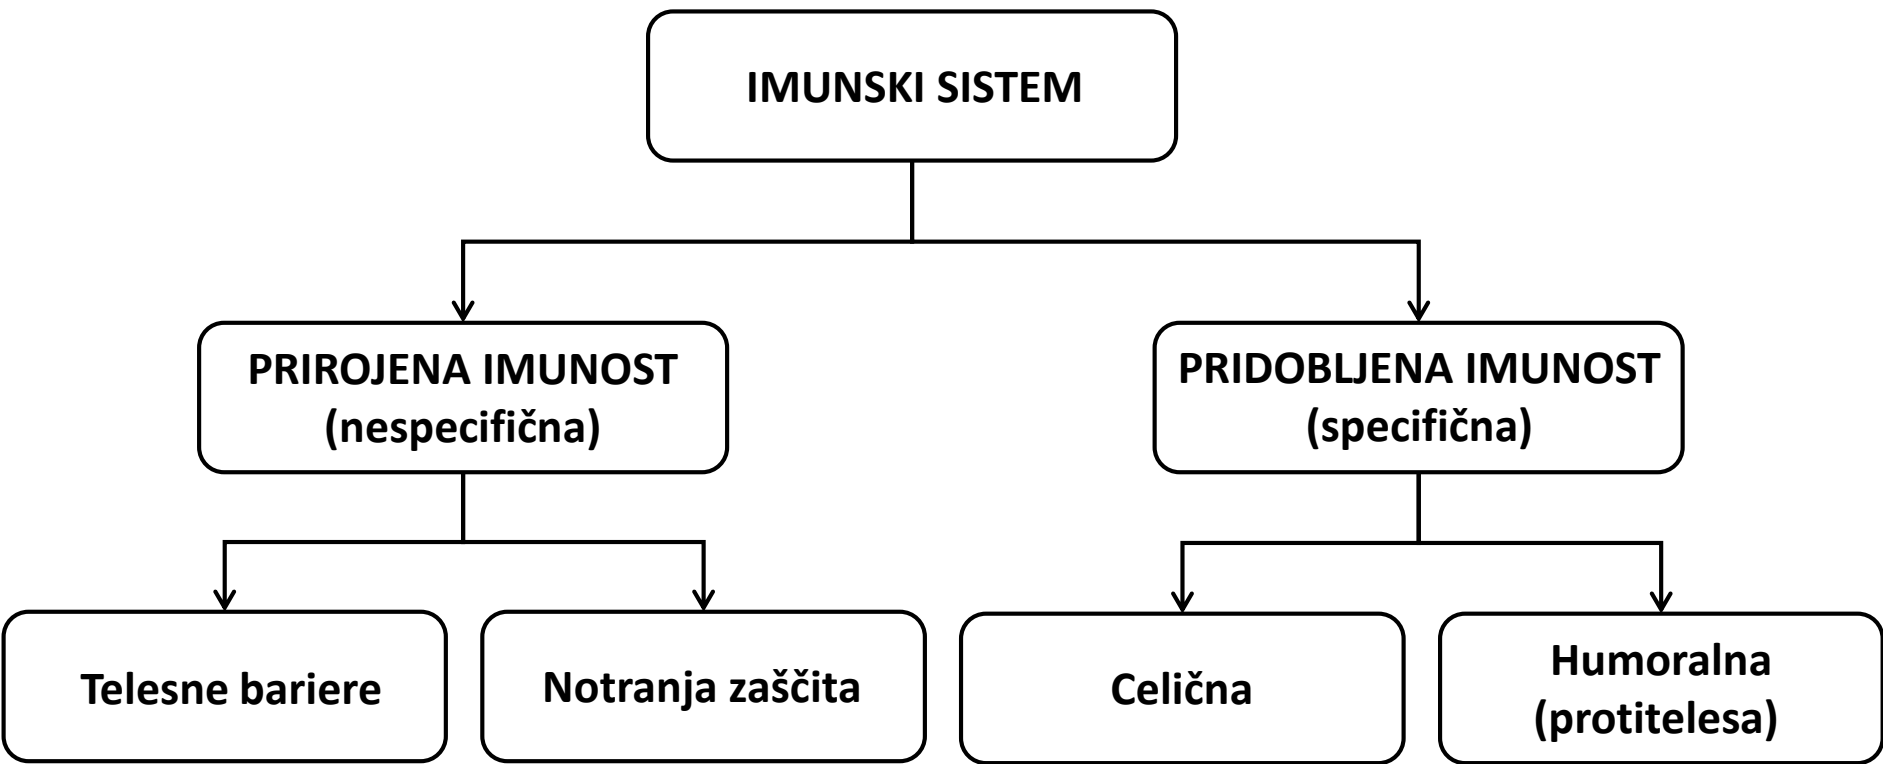 IMUNSKI SISTEM
PRIROJENA IMUNOST
(nespecifična)
PRIDOBLJENA IMUNOST
(specifična)
Telesne bariere
Notranja zaščita
Celična
Humoralna
(protitelesa)